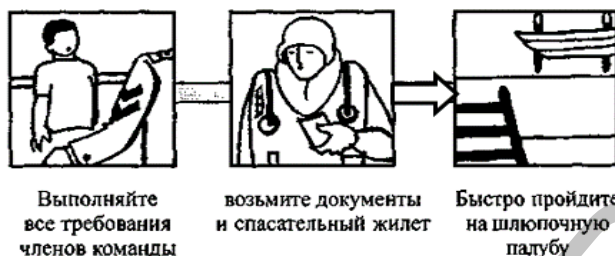 Выполняйте
все требования
членов команды
возьмите документы
и спасательный жилет
Быстро пройдите
на шлюпочную
палубу